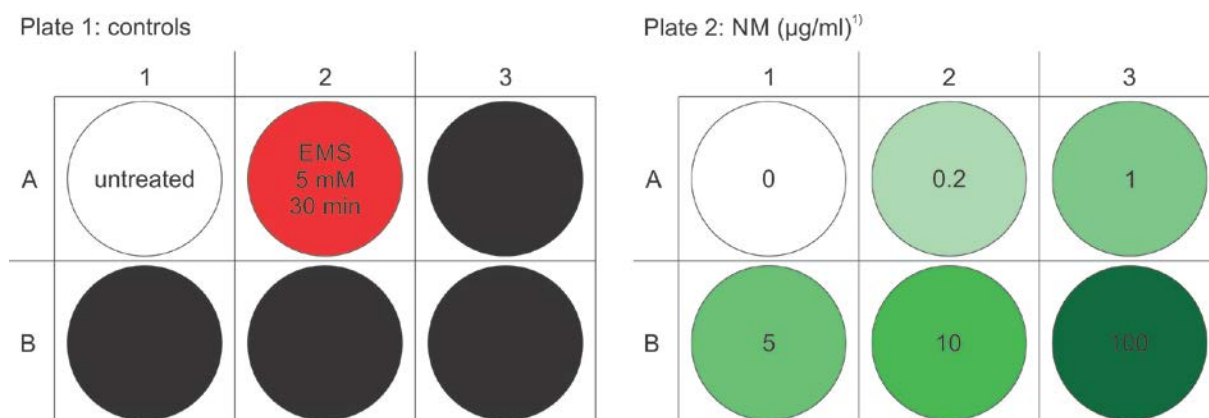 Plate 1: controls
Plate 2: NM (µg/ml)1)
1 2 3
1 2 3
A
untreated
EMS
5 mM
30 min
A
0 0.2 1
B
B
5 10 100